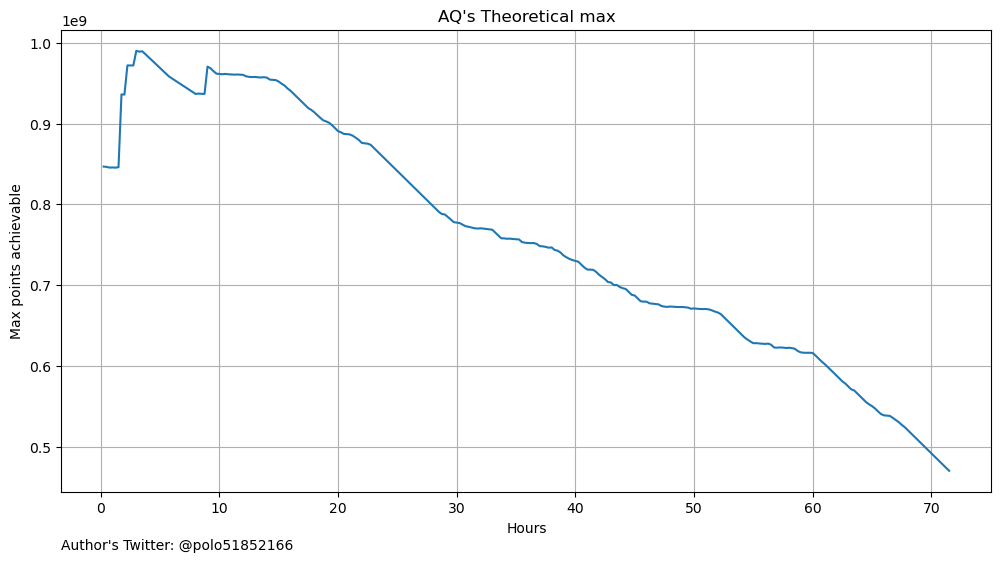 AQ's Theoretical max
1e9
1.0
0.9
0.8
0.7
0.6
0.5
Max points achievable
0 10 20 30 40 50 60 70
Hours
Author's Twitter: @polo51852166